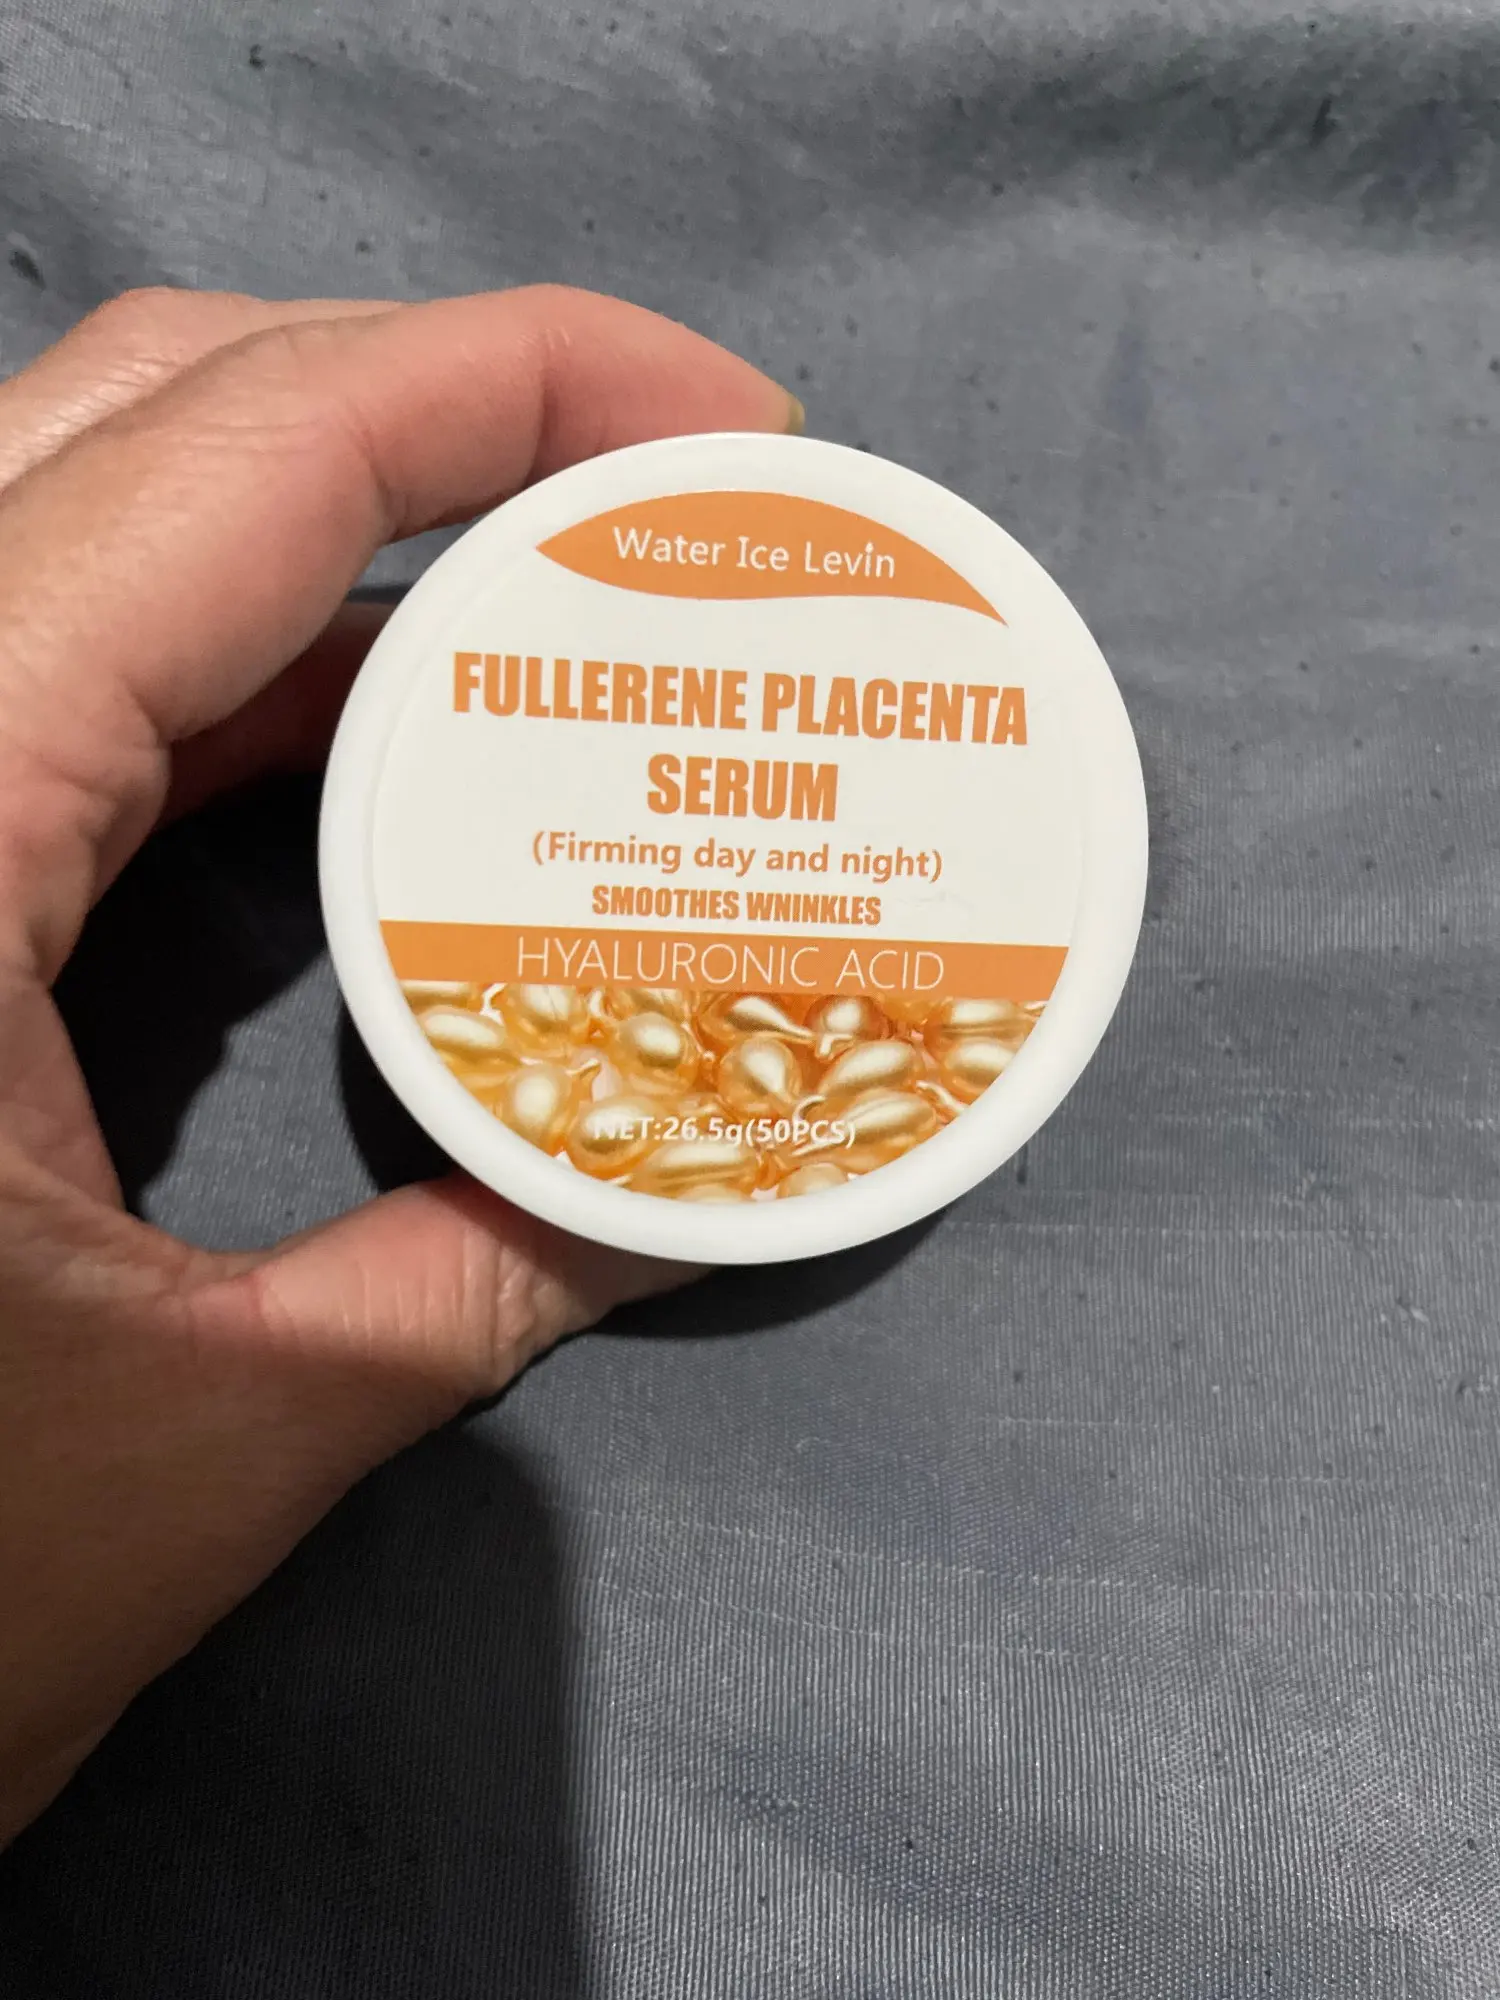 Water Ice Levin
FULLERENE PLACENTA
SERUM
(Firming day and night)
SMOOTHES WNINKLES
HYALURONIC ACID
NET:26.5g(50PCS)